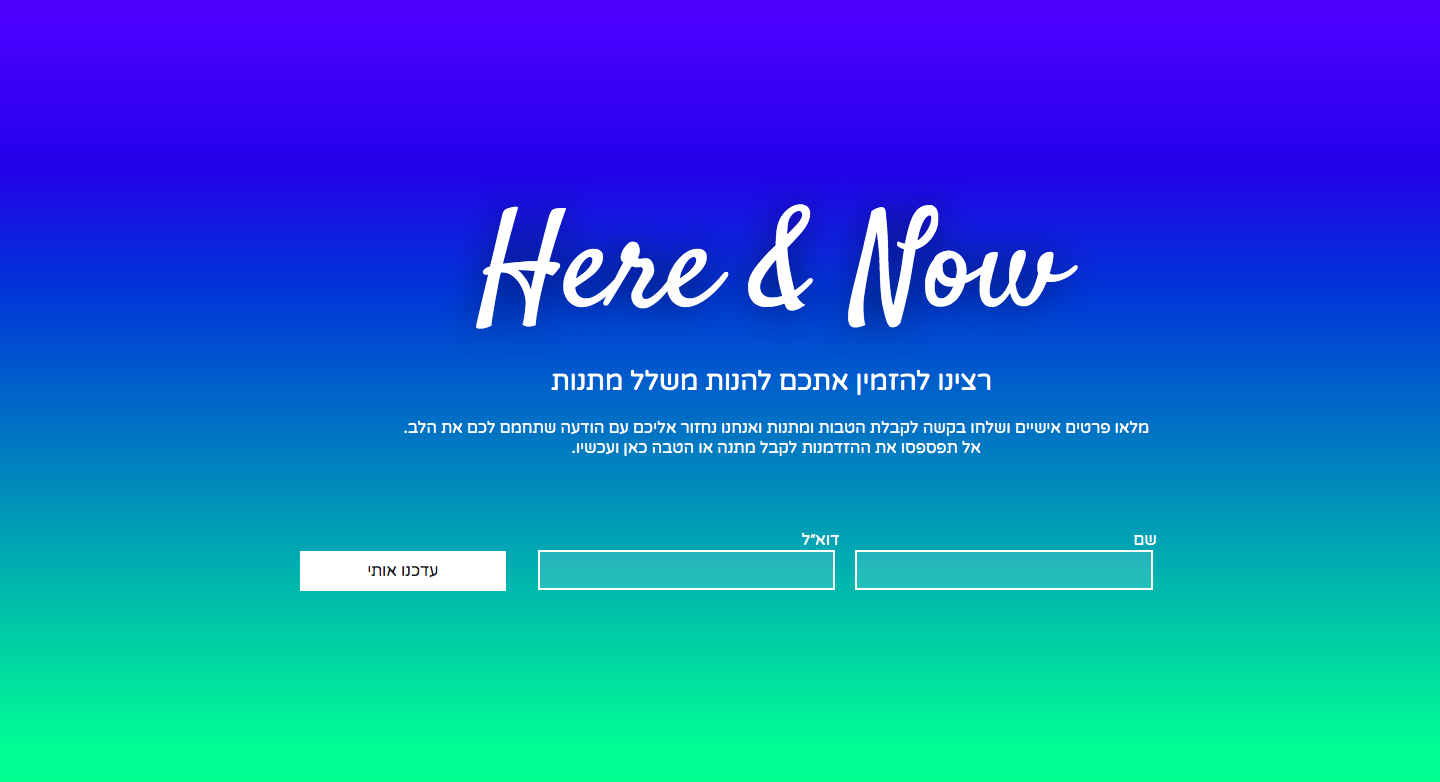 Here & Now
רצינו להזמין אתכם להנות משלל מתנות
מלאו פרטים אישיים ושלחו בקשה לקבלת הטבות ומתנות ואנחנו נחזור אליכם עם הודעה שתחמם לכם את הלב.
אל תפספסו את ההזדמנות לקבל מתנה או הטבה כאן ועכשיו.
שם
דוא"ל
עדכנו אותי